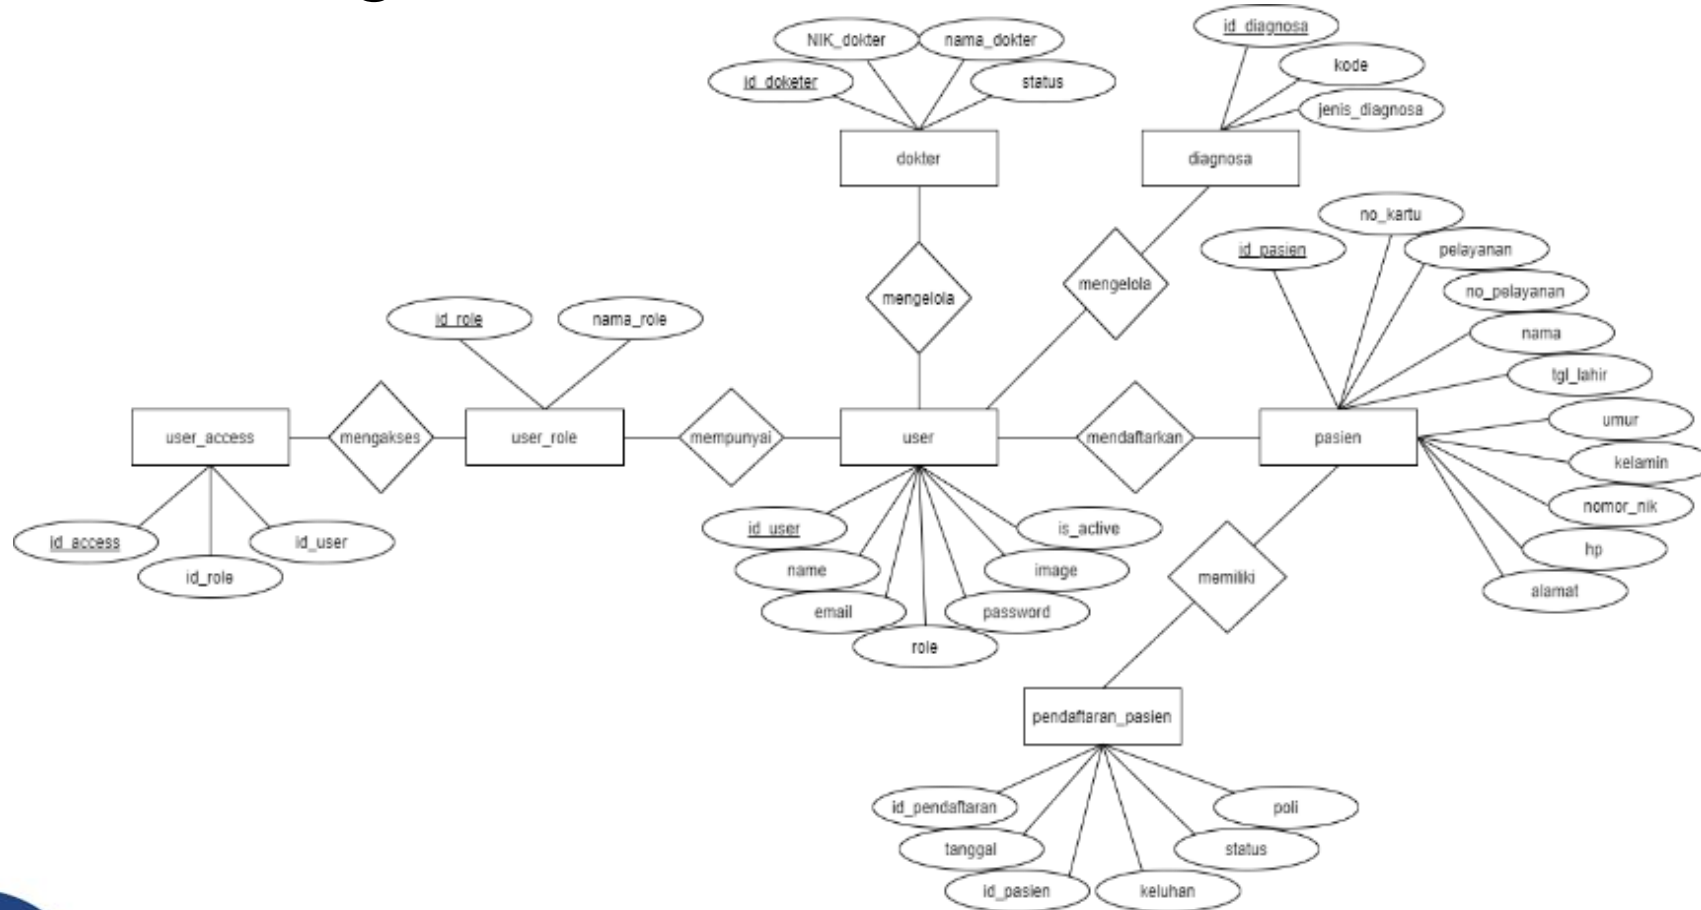 id_diagnosa
NIK_dokter
nama_dokter
kode
id_doketer
status
jenis_diagnosa
dokter
diagnosa
no_kartu
id_pasien
pelayanan
mengelola
mengelola
no_pelayanan
id_role
nama_role
nama
tgl_lahir
umur
user_access
mengakses
user_role
mempunyai
user
mendaftarkan
pasien
kelamin
nomor_nik
id_access
id_user
id_role
id_user
is_active
hp
name
image
memiliki
alamat
email
password
role
pendaftaran_pasien
id_pendaftaran
poli
tanggal
status
id_pasien
keluhan